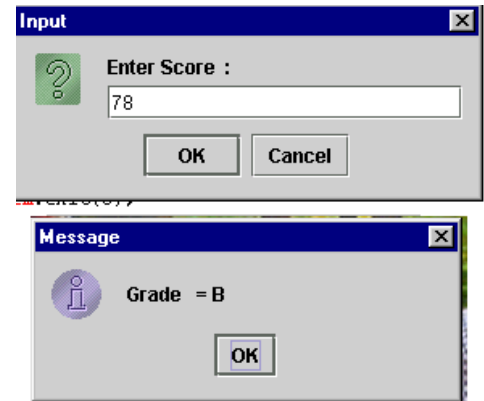 Input
Enter Score :
78
OK
Cancel
Message
Grade = B
OK